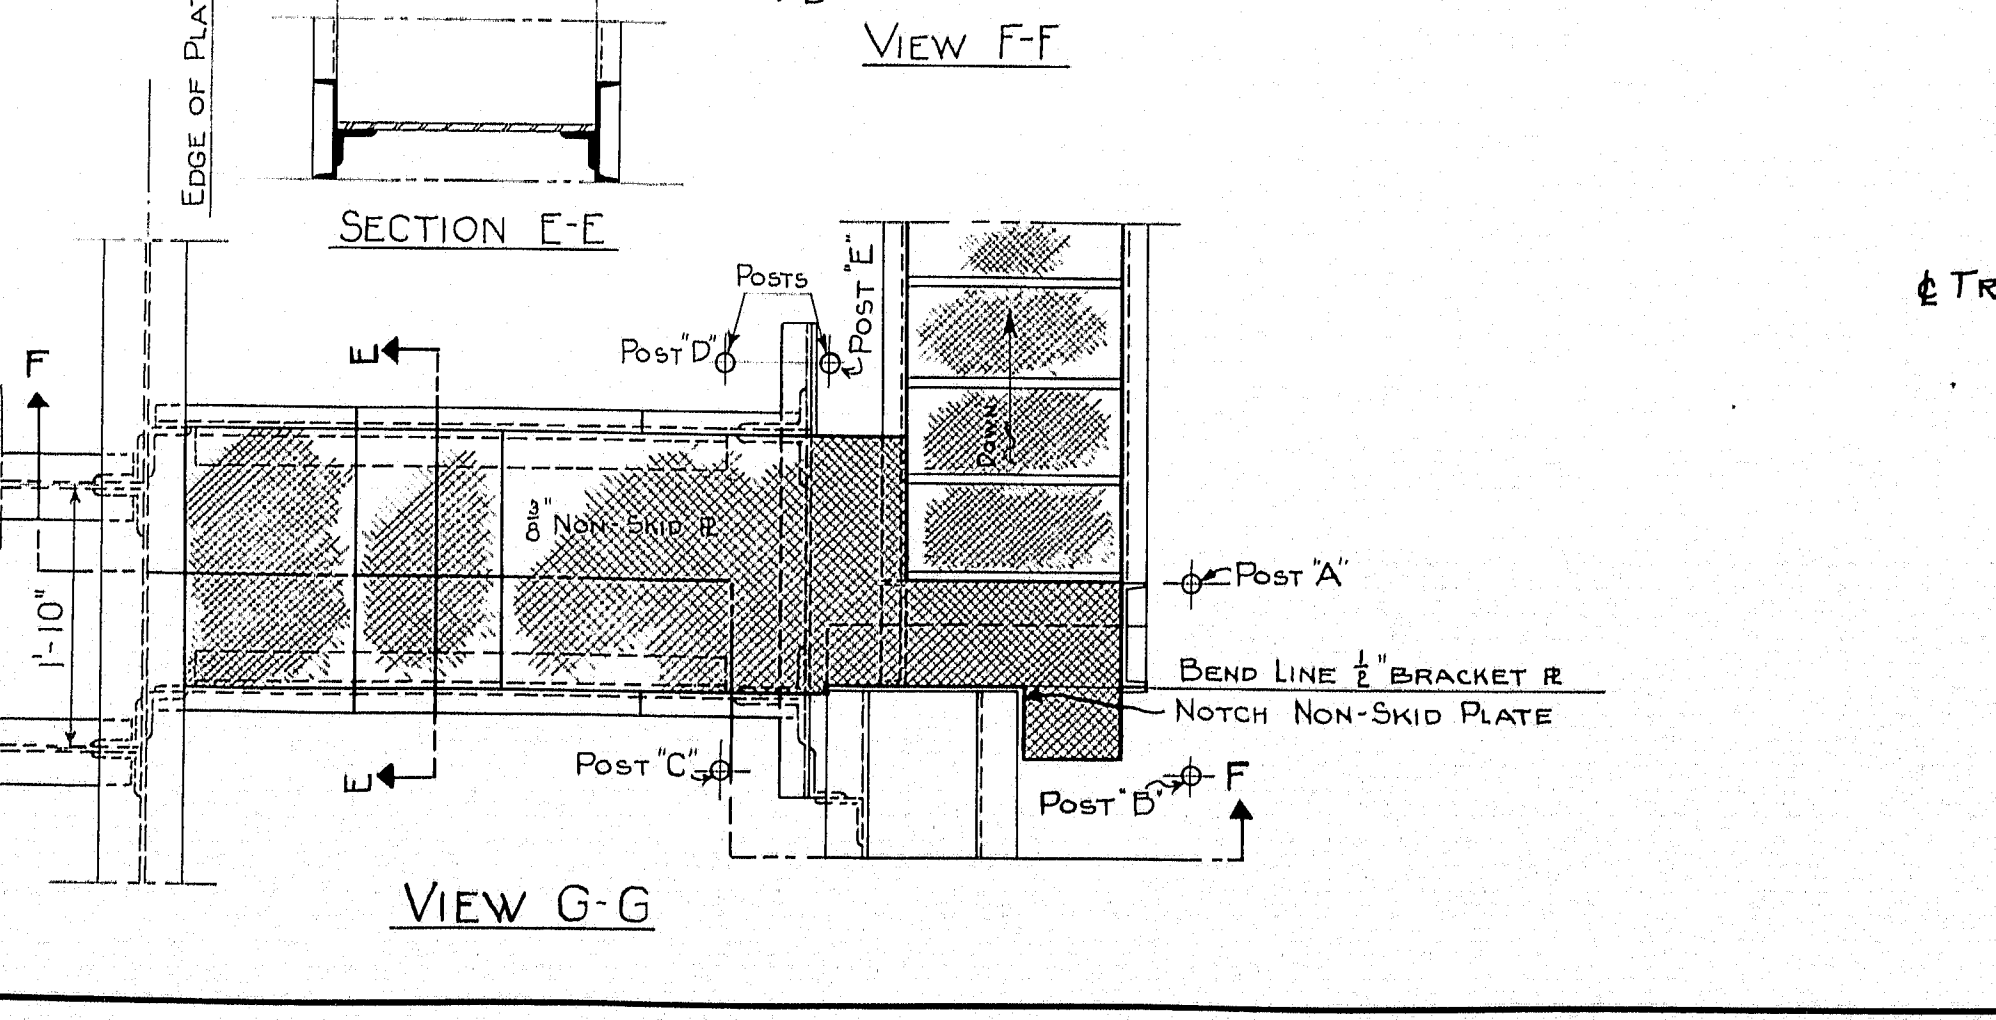 VIEW F-F
EDGE OF PLAT
SECTION E-E
POSTS
POST "E"
POST "D"
℄ TR
F
E
DOWN
3/8" NON-SKID ℙL
POST "A"
1'-10"
BEND LINE 1/2" BRACKET ℙL
NOTCH NON-SKID PLATE
E
POST "C"
POST "B"
F
VIEW G-G